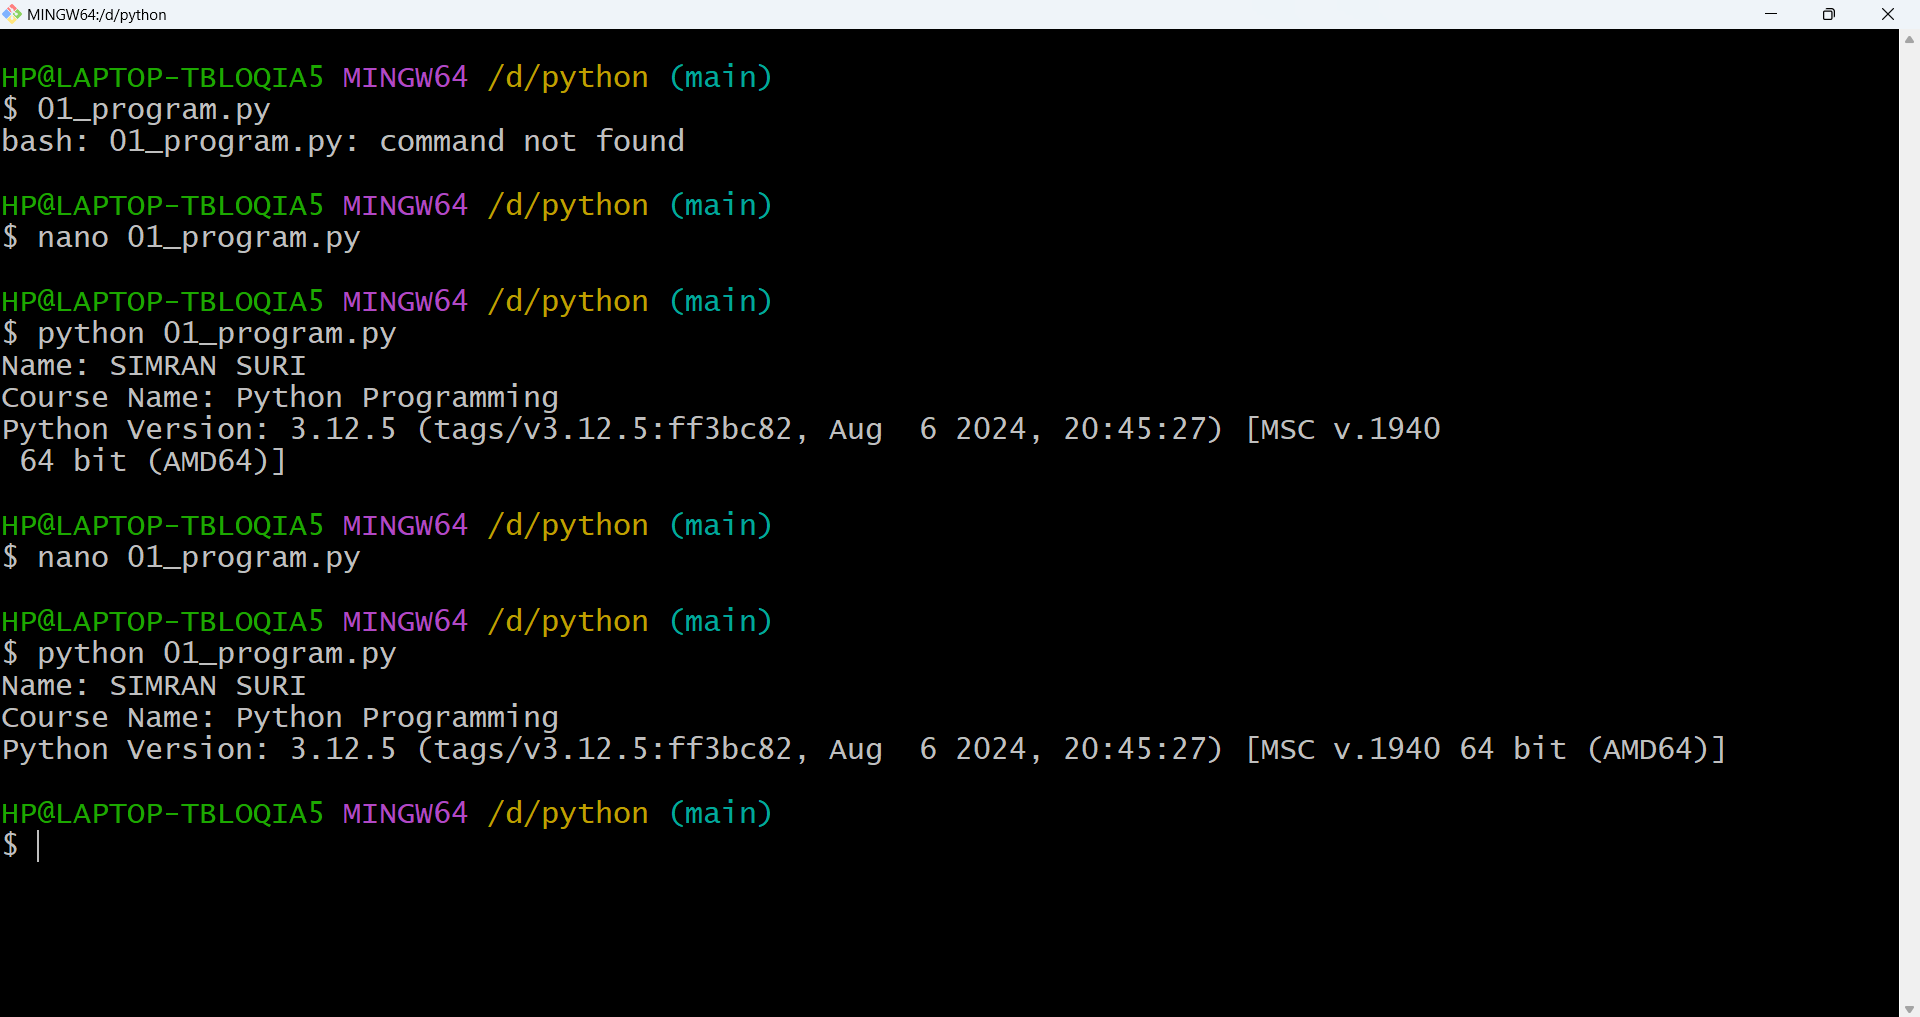 MINGW64:/d/python
HP@LAPTOP-TBLOQIA5 MINGW64 /d/python (main)
$ 01_program.py
bash: 01_program.py: command not found
HP@LAPTOP-TBLOQIA5 MINGW64 /d/python (main)
$ nano 01_program.py
HP@LAPTOP-TBLOQIA5 MINGW64 /d/python (main)
$ python 01_program.py
Name: SIMRAN SURI
Course Name: Python Programming
Python Version: 3.12.5 (tags/v3.12.5:ff3bc82, Aug  6 2024, 20:45:27) [MSC v.1940
 64 bit (AMD64)]
HP@LAPTOP-TBLOQIA5 MINGW64 /d/python (main)
$ nano 01_program.py
HP@LAPTOP-TBLOQIA5 MINGW64 /d/python (main)
$ python 01_program.py
Name: SIMRAN SURI
Course Name: Python Programming
Python Version: 3.12.5 (tags/v3.12.5:ff3bc82, Aug  6 2024, 20:45:27) [MSC v.1940 64 bit (AMD64)]
HP@LAPTOP-TBLOQIA5 MINGW64 /d/python (main)
$